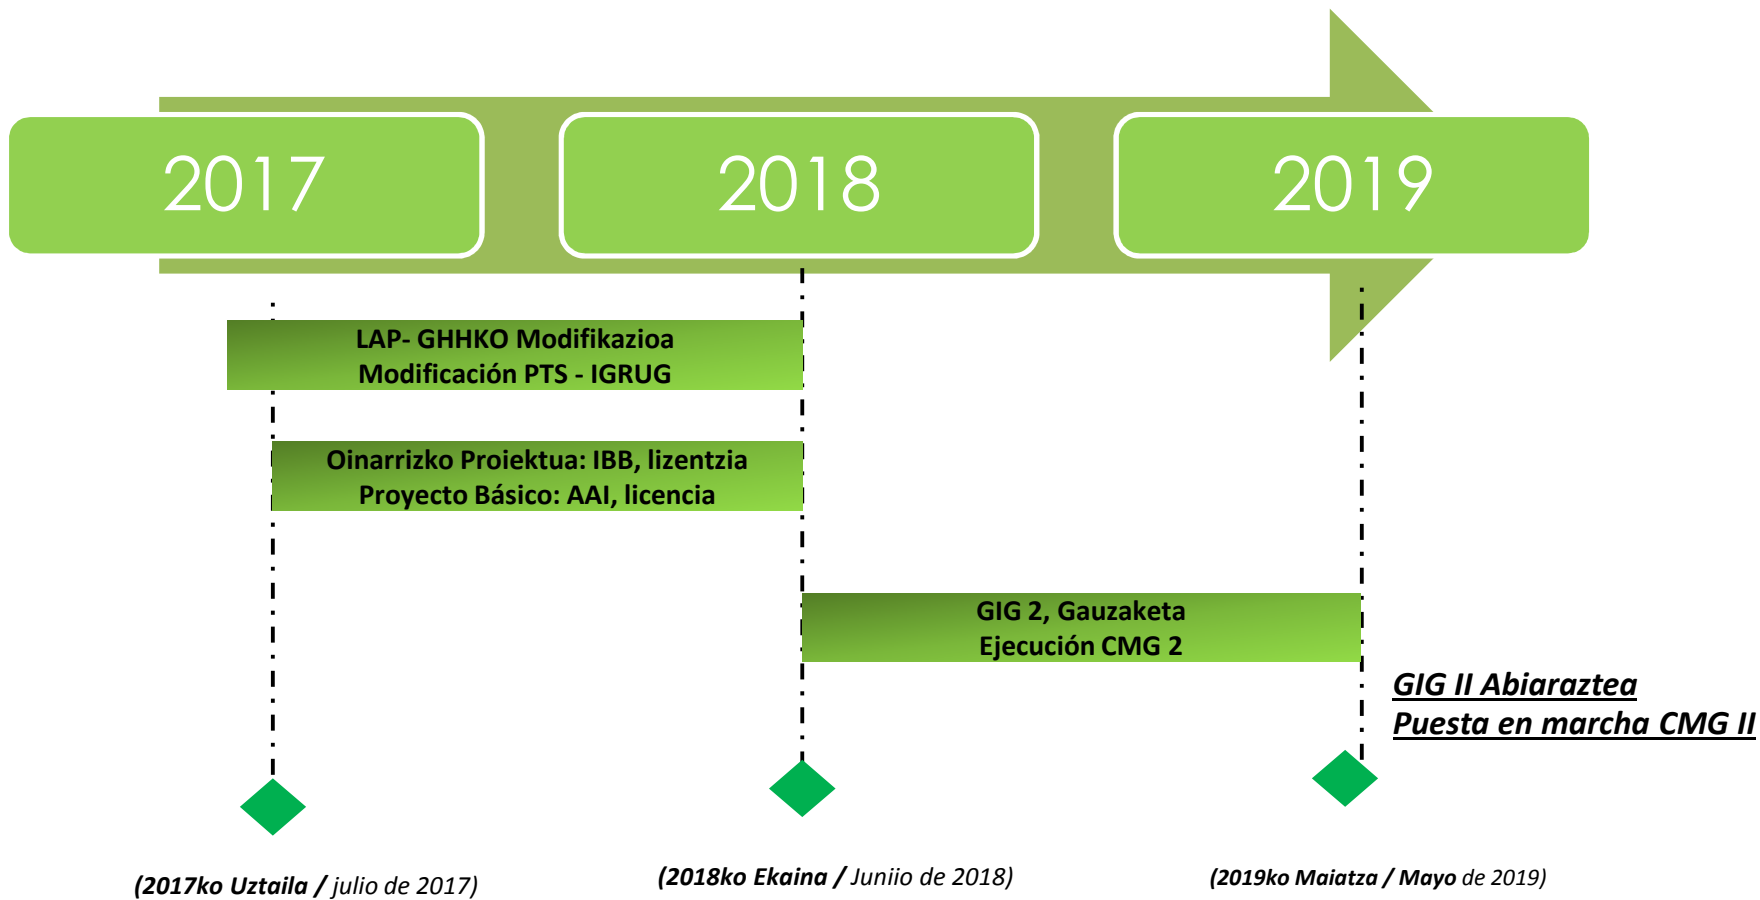 2017
2018
2019
LAP- GHHKO Modifikazioa
Modificación PTS - IGRUG
Oinarrizko Proiektua: IBB, lizentzia
Proyecto Básico: AAI, licencia
GIG 2, Gauzaketa
Ejecución CMG 2
GIG II Abiaraztea
Puesta en marcha CMG II
(2017ko Uztaila / julio de 2017)
(2018ko Ekaina / Juniio de 2018)
(2019ko Maiatza / Mayo de 2019)